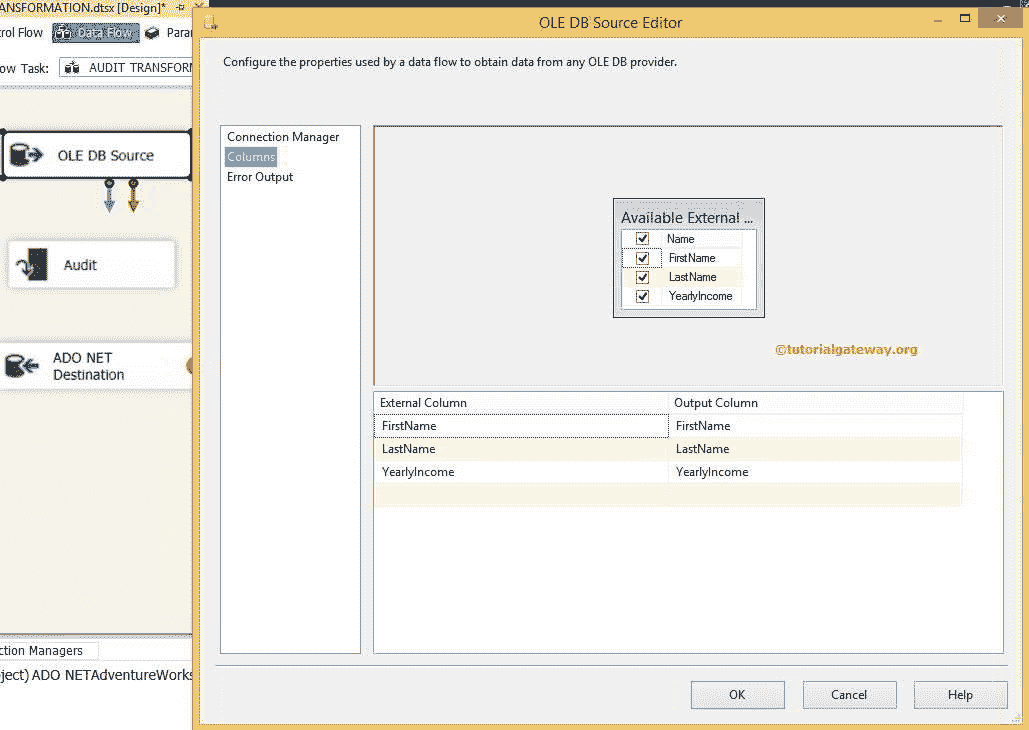 ANSFORMATION.dtsx [Design]*
OLE DB Source Editor
rol Flow Data Flow Parar
ow Task: AUDIT TRANSFORM
Configure the properties used by a data flow to obtain data from any OLE DB provider.
OLE DB Source
Audit
ADO NET
Destination
ction Managers
ject) ADO NETAdventureWorks
Connection Manager
Columns
Error Output
Available External ...
Name
FirstName
LastName
YearlyIncome
©tutorialgateway.org
External Column Output Column
FirstName FirstName
LastName LastName
YearlyIncome YearlyIncome
OK Cancel Help